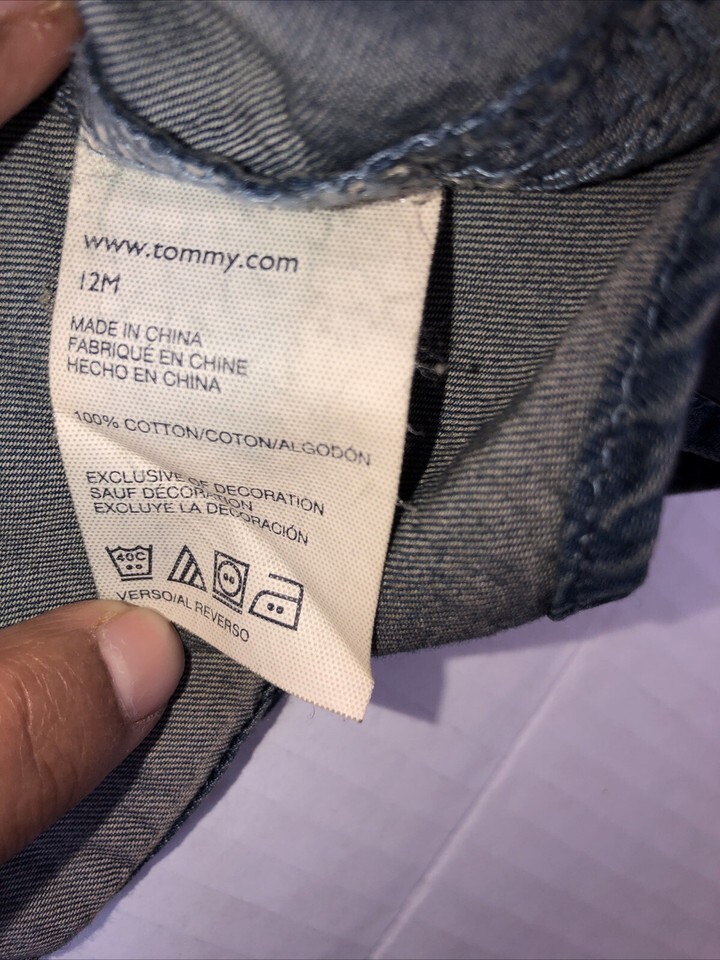 www.tommy.com
12M
MADE IN CHINA
FABRIQUÉ EN CHINE
HECHO EN CHINA
100% COTTON/COTON/ALGODÓN
EXCLUSIVE OF DECORATION
SAUF DÉCORATION
EXCLUYE LA DECORACIÓN
40C
VERSO/AL REVERSO